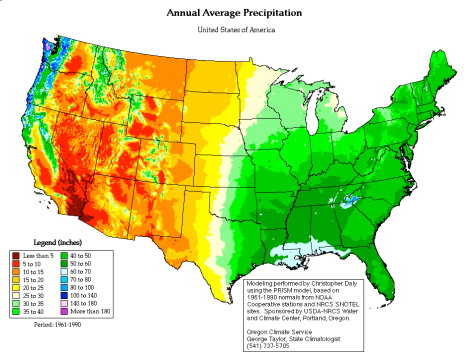 Annual Average Precipitation
United States of America
Legend (inches)
Less than 5
5 to 10
10 to 15
15 to 20
20 to 25
25 to 30
30 to 35
35 to 40
40 to 50
50 to 60
60 to 70
70 to 80
80 to 100
100 to 140
140 to 180
More than 180
Period: 1961-1990
Modeling performed by Christopher Daly
using the PRISM model, based on
1961-1990 normals from NOAA
Cooperative stations and NRCS SNOTEL
sites. Sponsored by USDA-NRCS Water
and Climate Center, Portland, Oregon.
Oregon Climate Service
George Taylor, State Climatologist
(541) 737-5705